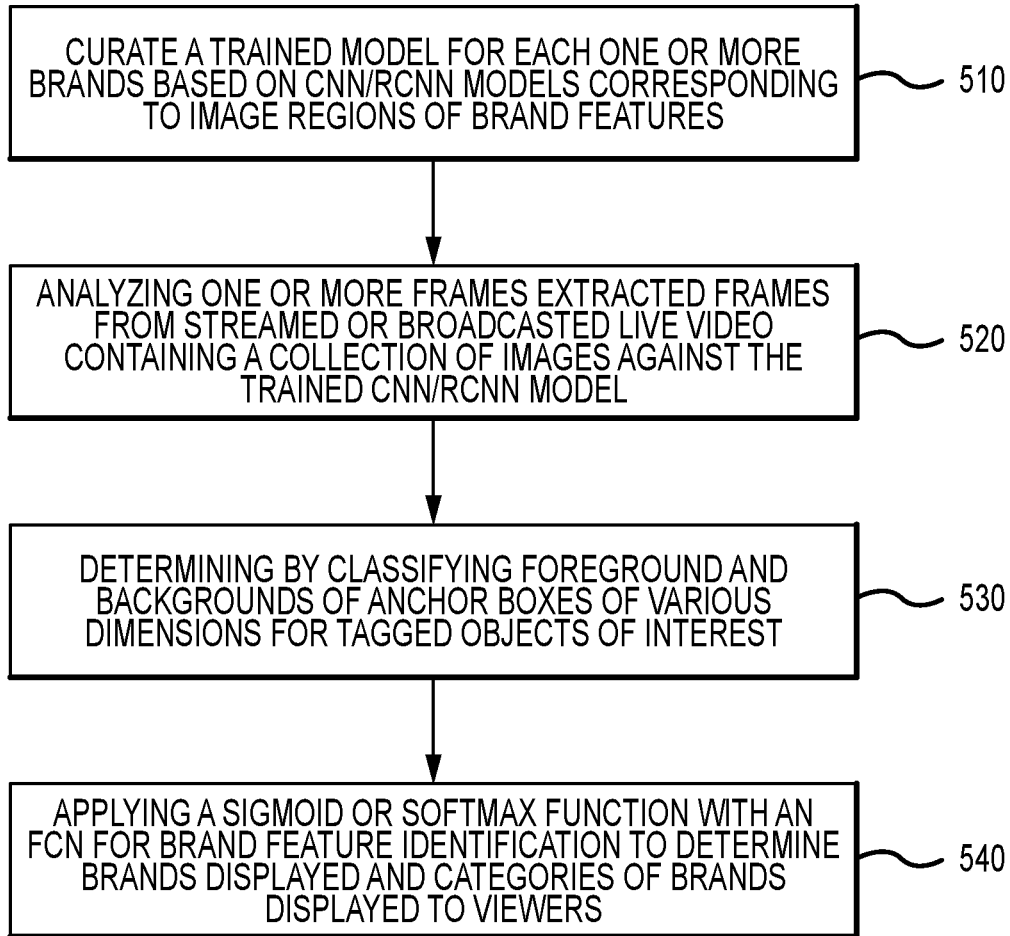 CURATE A TRAINED MODEL FOR EACH ONE OR MORE
BRANDS BASED ON CNN/RCNN MODELS CORRESPONDING
TO IMAGE REGIONS OF BRAND FEATURES
510
ANALYZING ONE OR MORE FRAMES EXTRACTED FRAMES
FROM STREAMED OR BROADCASTED LIVE VIDEO
CONTAINING A COLLECTION OF IMAGES AGAINST THE
TRAINED CNN/RCNN MODEL
520
DETERMINING BY CLASSIFYING FOREGROUND AND
BACKGROUNDS OF ANCHOR BOXES OF VARIOUS
DIMENSIONS FOR TAGGED OBJECTS OF INTEREST
530
APPLYING A SIGMOID OR SOFTMAX FUNCTION WITH AN
FCN FOR BRAND FEATURE IDENTIFICATION TO DETERMINE
BRANDS DISPLAYED AND CATEGORIES OF BRANDS
DISPLAYED TO VIEWERS
540